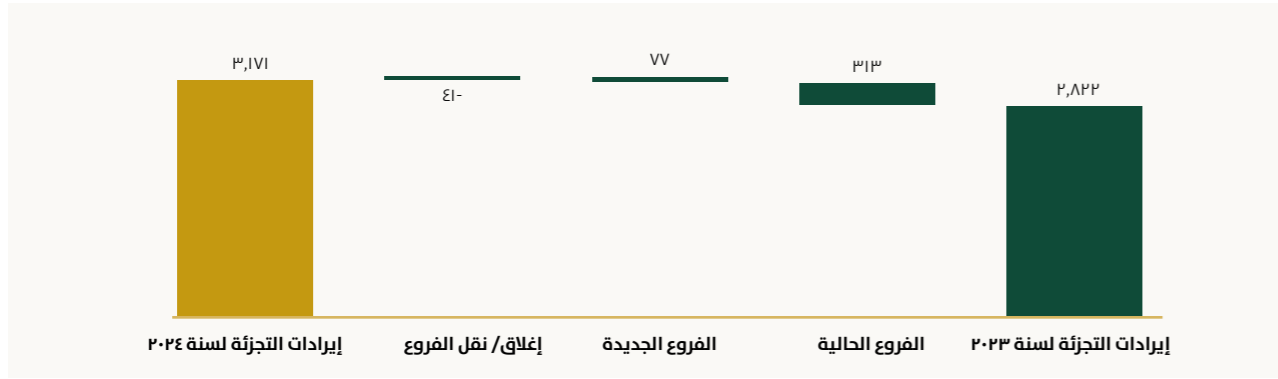 ٢,٨٢٢
٣١٣
٧٧
-٤١
٣,١٧١
إيرادات التجزئة لسنة ٢٠٢٣
الفروع الحالية
الفروع الجديدة
إغلاق/ نقل الفروع
إيرادات التجزئة لسنة ٢٠٢٤